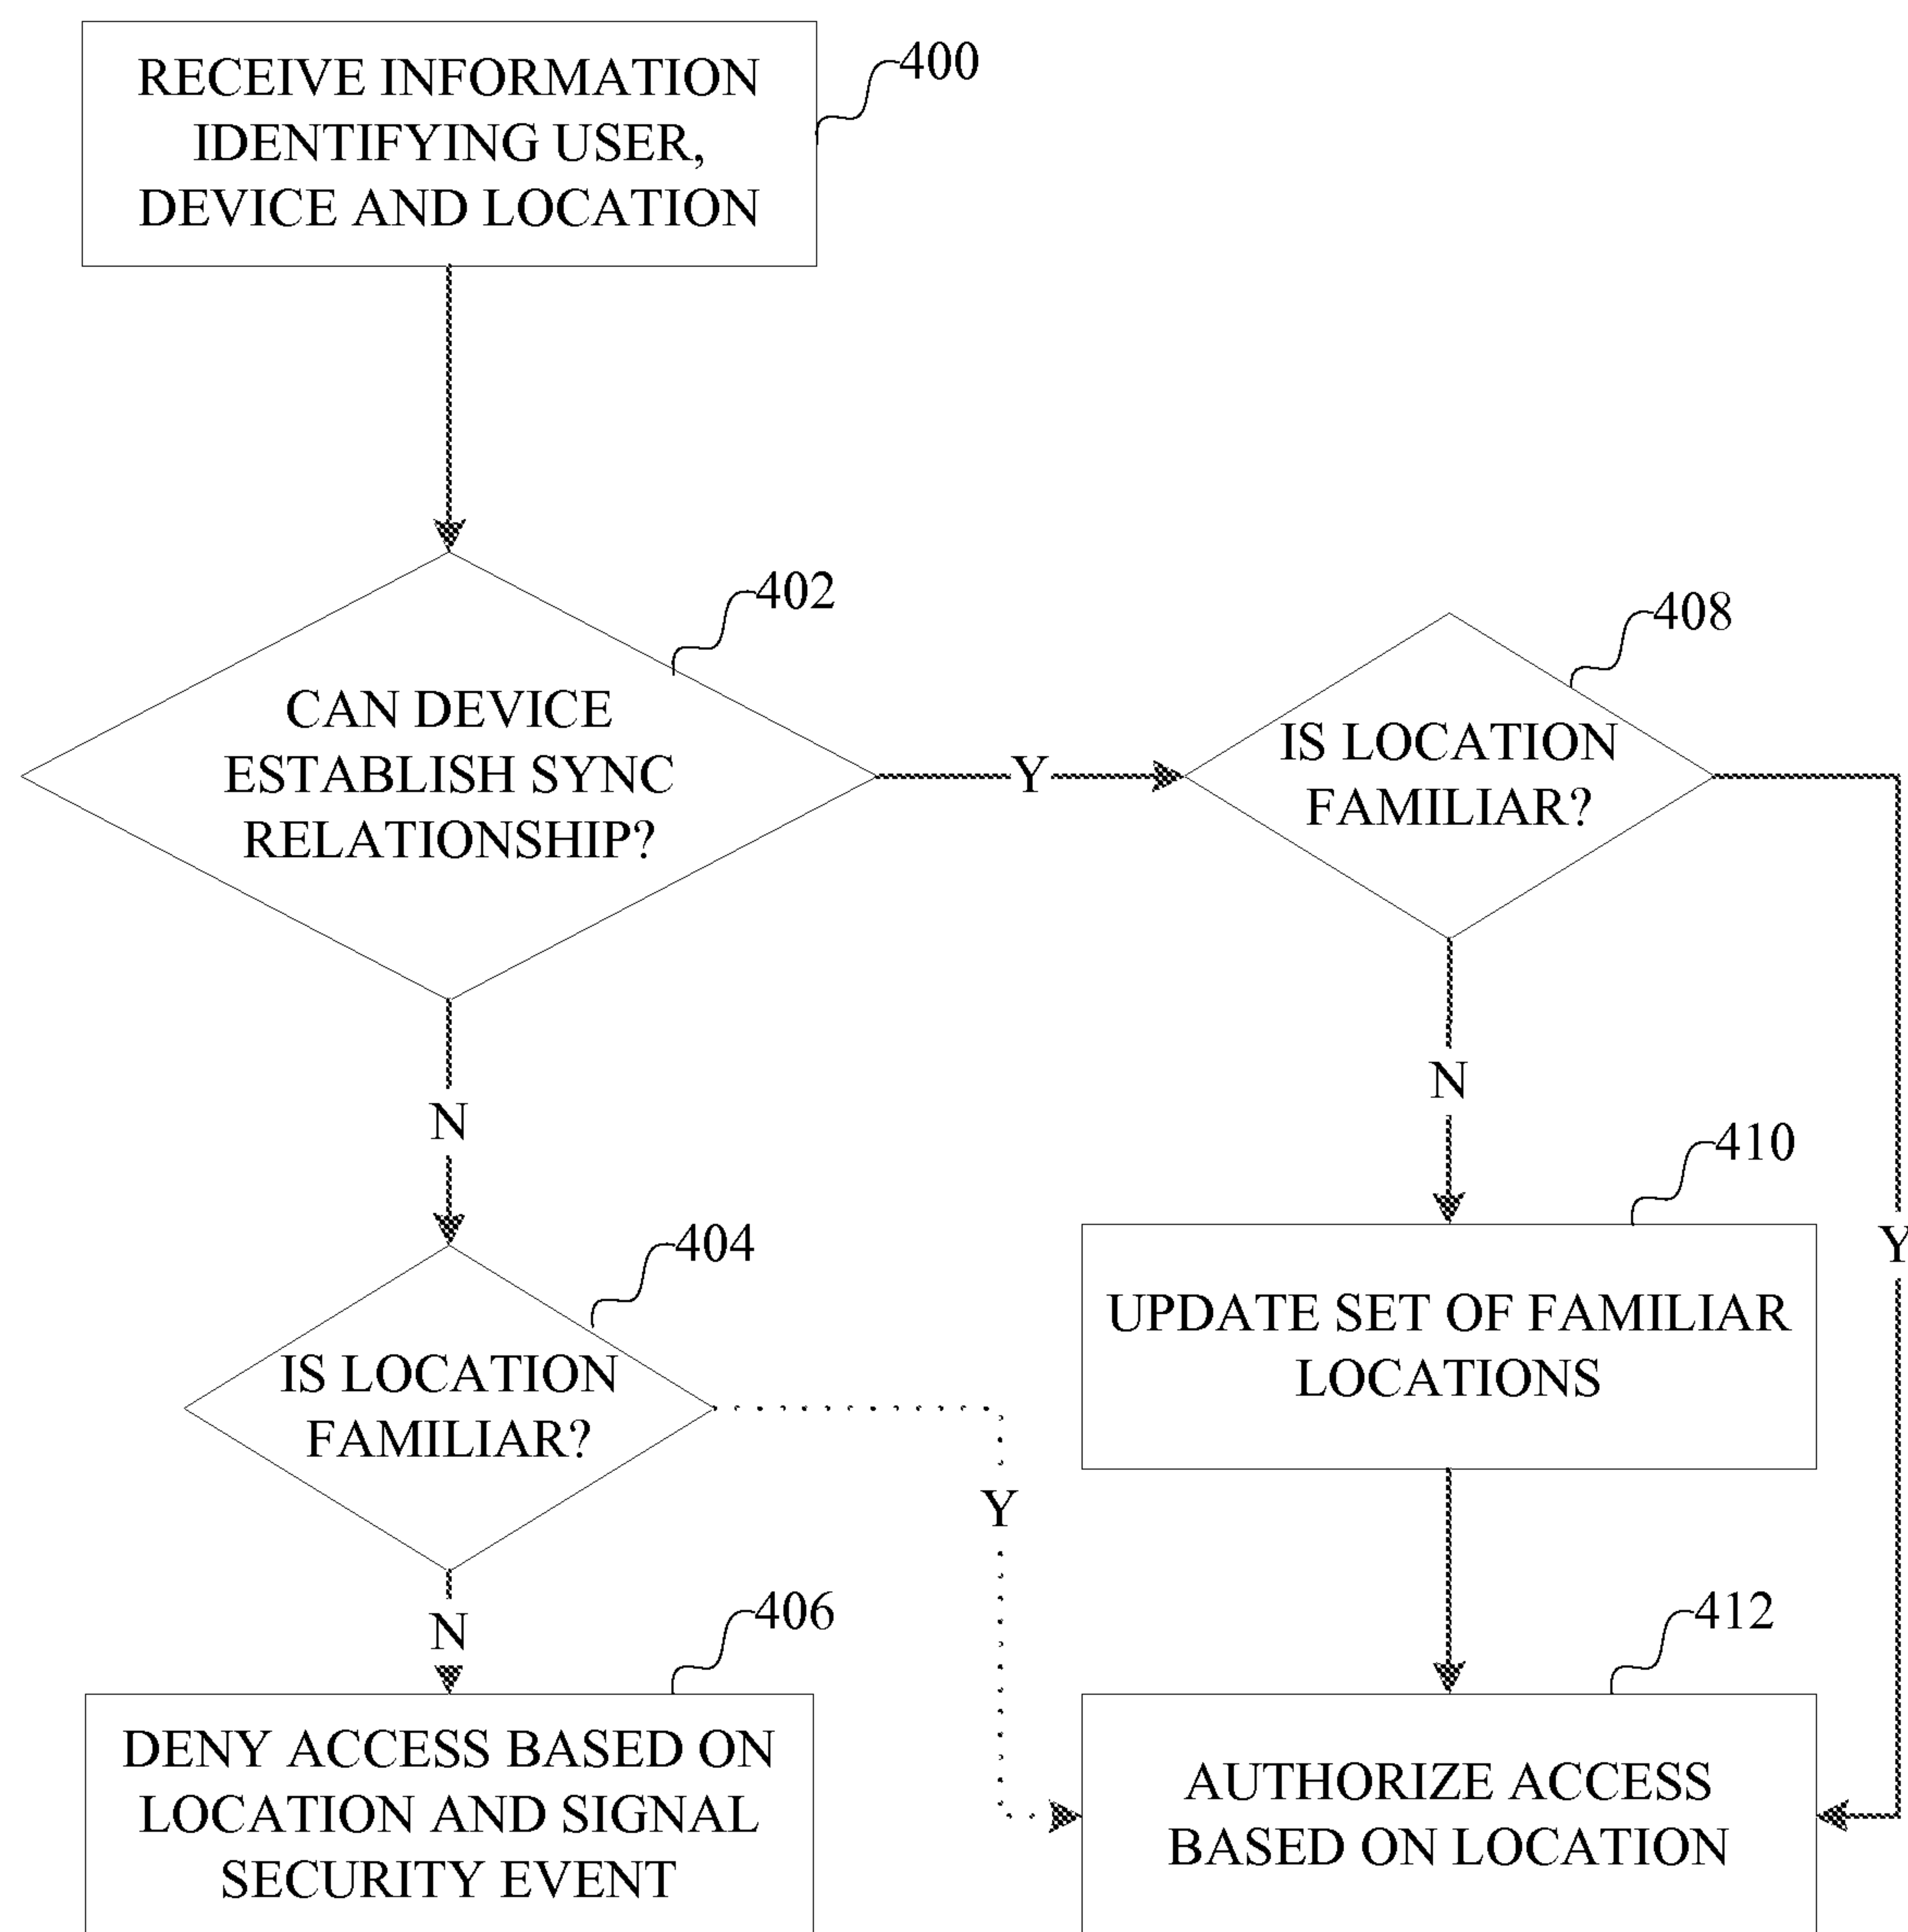 RECEIVE INFORMATION
IDENTIFYING USER,
DEVICE AND LOCATION
400
402
CAN DEVICE
ESTABLISH SYNC
RELATIONSHIP?
Y
408
IS LOCATION
FAMILIAR?
N
N
Y
404
IS LOCATION
FAMILIAR?
410
UPDATE SET OF FAMILIAR
LOCATIONS
Y
N
406
DENY ACCESS BASED ON
LOCATION AND SIGNAL
SECURITY EVENT
412
AUTHORIZE ACCESS
BASED ON LOCATION